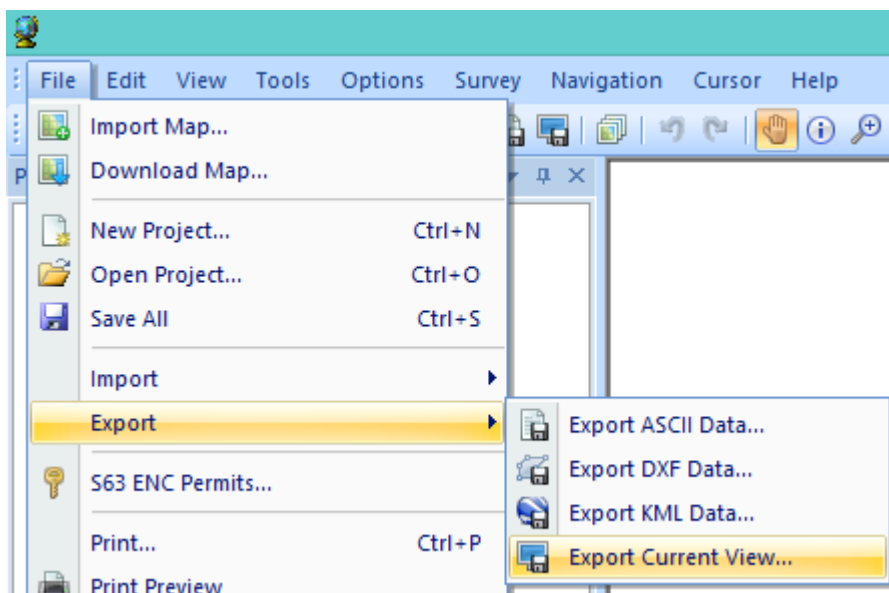 File Edit View Tools Options Survey Navigation Cursor Help
Import Map...
Download Map...
P
New Project... Ctrl+N
Open Project... Ctrl+O
Save All Ctrl+S
Import
Export
Export ASCII Data...
Export DXF Data...
S63 ENC Permits...
Export KML Data...
Print... Ctrl+P
Export Current View...
Print Preview